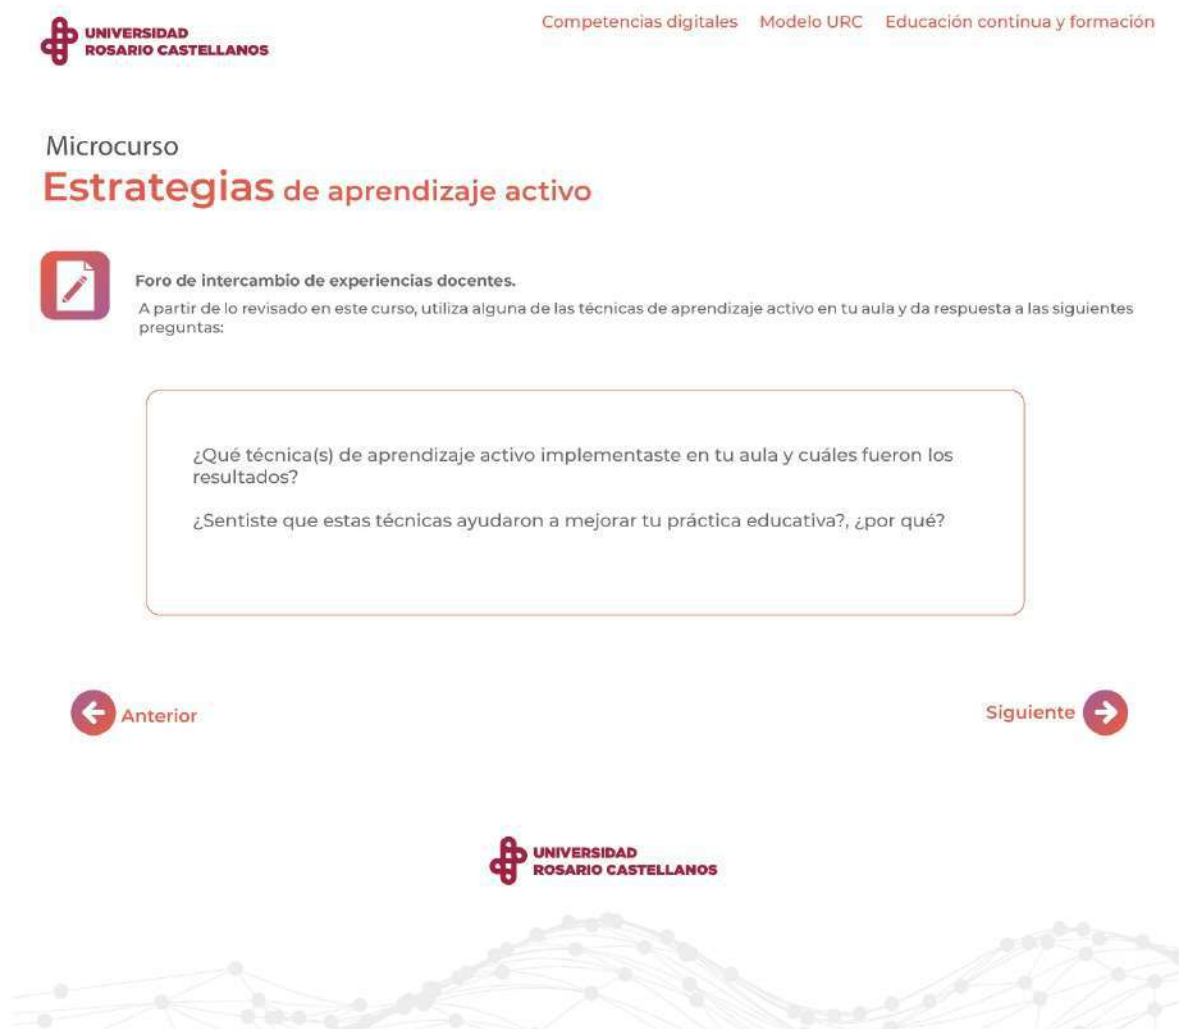 UNIVERSIDAD
ROSARIO CASTELLANOS
Competencias digitales Modelo URC Educación continua y formación
Microcurso
Estrategias de aprendizaje activo
Foro de intercambio de experiencias docentes.
A partir de lo revisado en este curso, utiliza alguna de las técnicas de aprendizaje activo en tu aula y da respuesta a las siguientes
preguntas:
¿Qué técnica(s) de aprendizaje activo implementaste en tu aula y cuáles fueron los
resultados?
¿Sentiste que estas técnicas ayudaron a mejorar tu práctica educativa?, ¿por qué?
Anterior
Siguiente
UNIVERSIDAD
ROSARIO CASTELLANOS